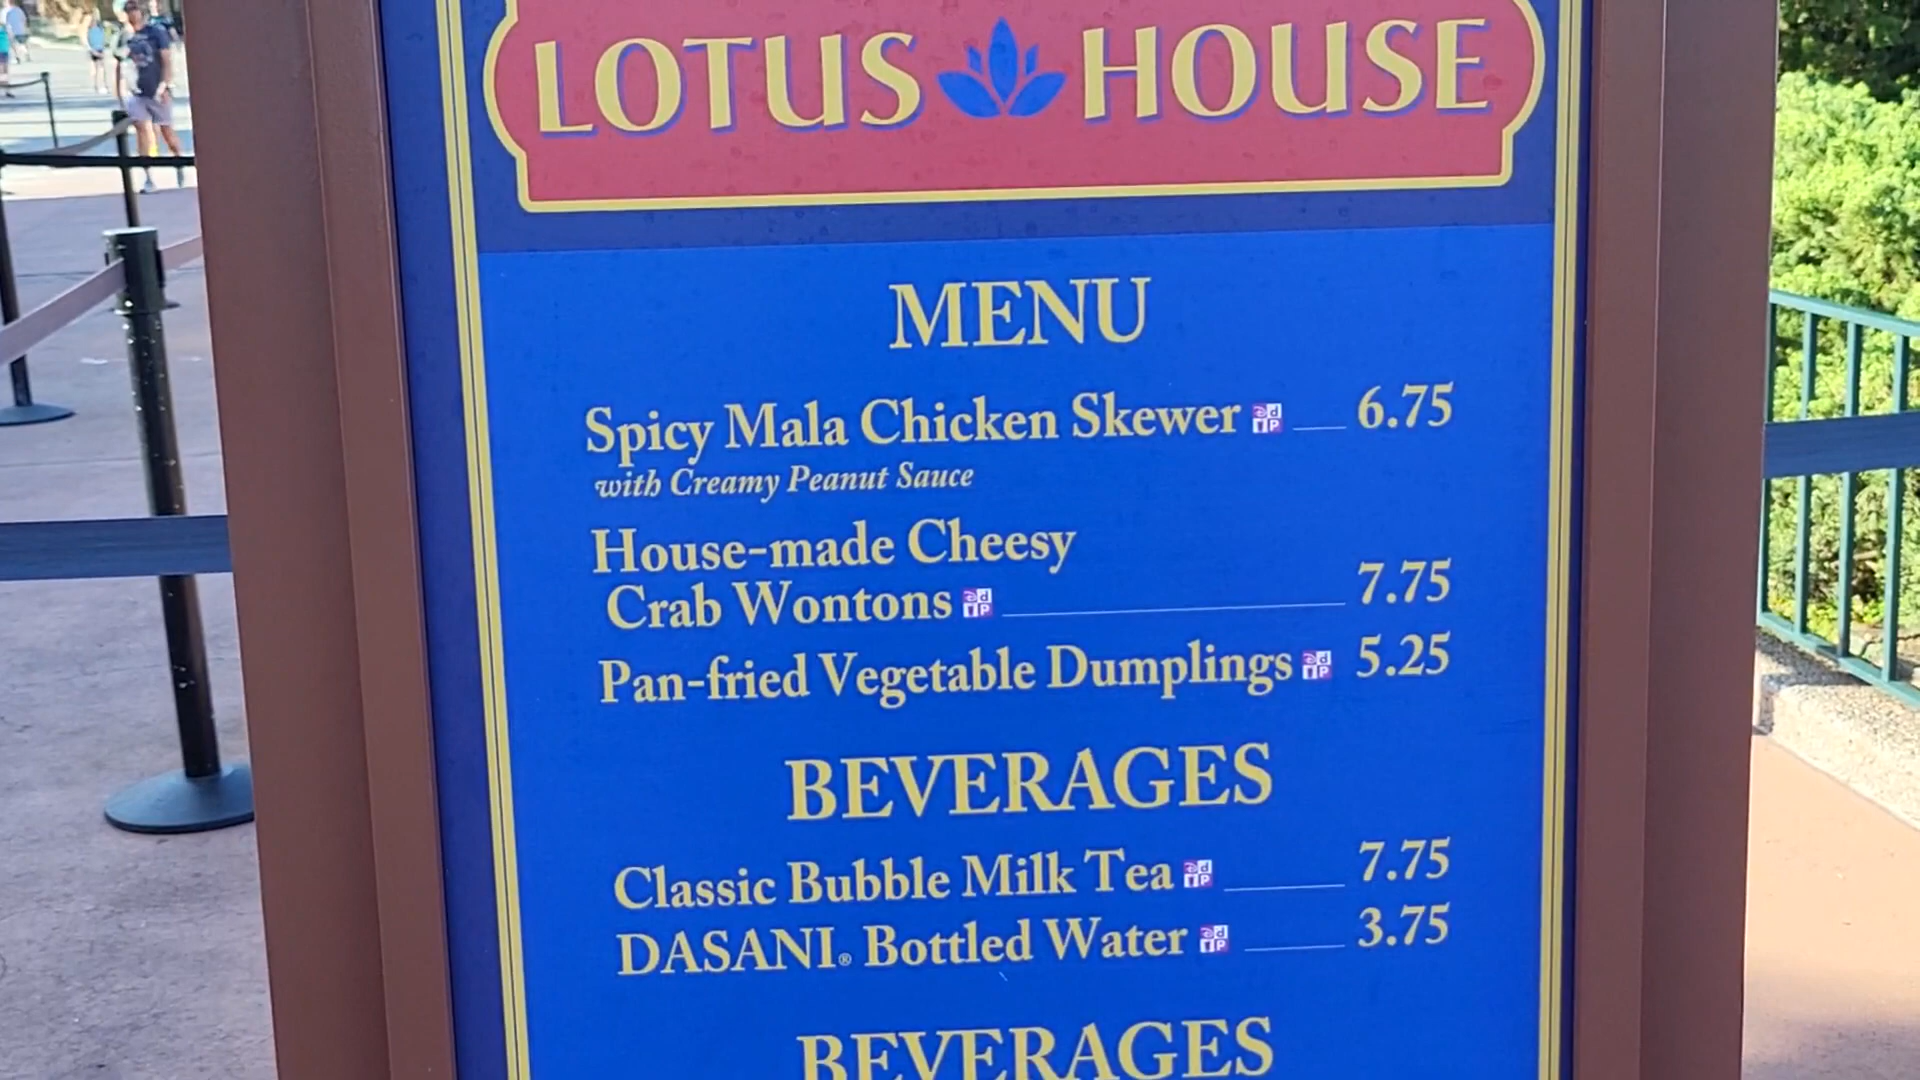 LOTUS HOUSE
MENU
Spicy Mala Chicken Skewer 6.75
with Creamy Peanut Sauce
House-made Cheesy
Crab Wontons 7.75
Pan-fried Vegetable Dumplings 5.25
BEVERAGES
Classic Bubble Milk Tea 7.75
DASANI® Bottled Water 3.75
BEVERAGES